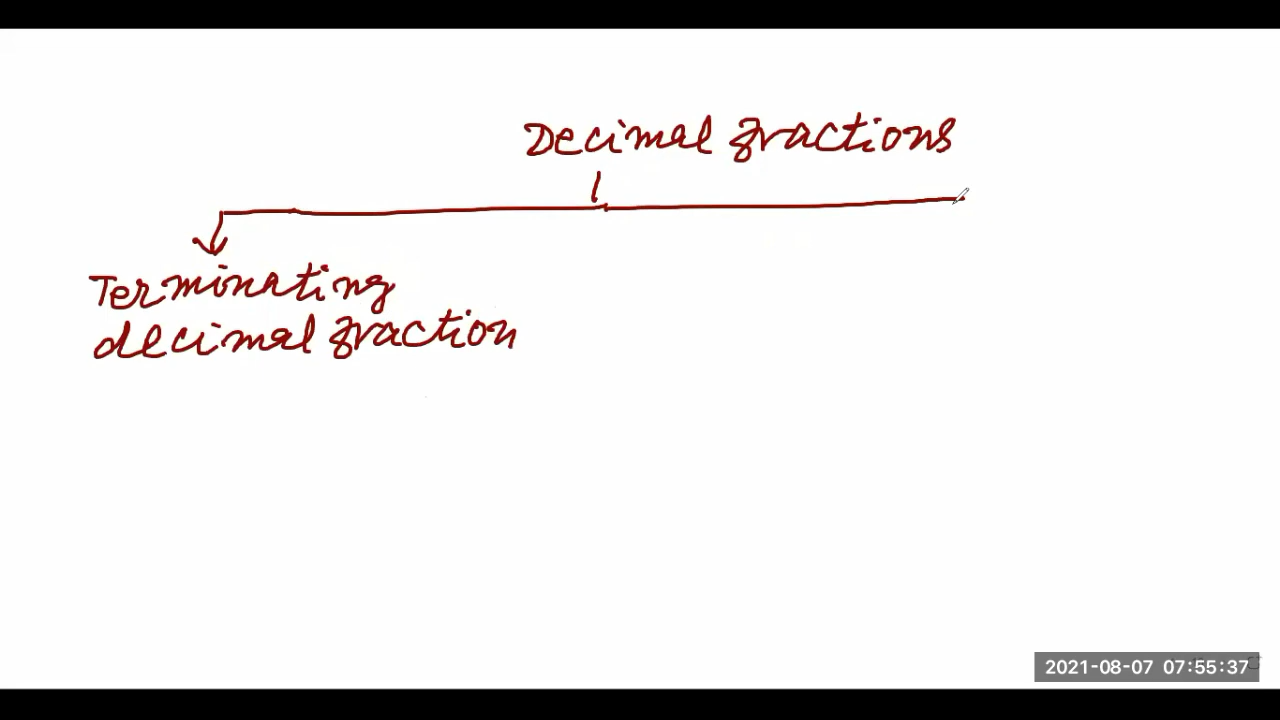 Decimal fractions
Terminating
decimal fraction
2021-08-07 07:55:37